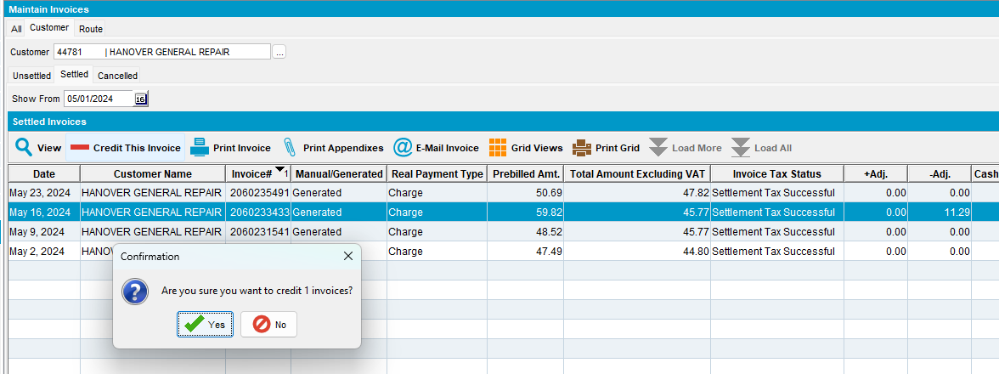 Maintain Invoices
All Customer Route
Customer 44781 | HANOVER GENERAL REPAIR ...
Unsettled Settled Cancelled
Show From 05/01/2024 16
Settled Invoices
View Credit This Invoice Print Invoice Print Appendixes @ E-Mail Invoice Grid Views Print Grid Load More Load All
Date Customer Name Invoice# 1 Manual/Generated Real Payment Type Prebilled Amt. Total Amount Excluding VAT Invoice Tax Status +Adj. -Adj. Cash
May 23, 2024 HANOVER GENERAL REPAIR 2060235491 Generated Charge 50.69 47.82 Settlement Tax Successful 0.00 0.00
May 16, 2024 HANOVER GENERAL REPAIR 2060233433 Generated Charge 59.82 45.77 Settlement Tax Successful 0.00 11.29
May 9, 2024 HANOVER GENERAL REPAIR 2060231541 Generated Charge 48.52 45.77 Settlement Tax Successful 0.00 0.00
May 2, 2024 HANOV Charge 47.49 44.80 Settlement Tax Successful 0.00 0.00
Confirmation
? Are you sure you want to credit 1 invoices?
Yes No